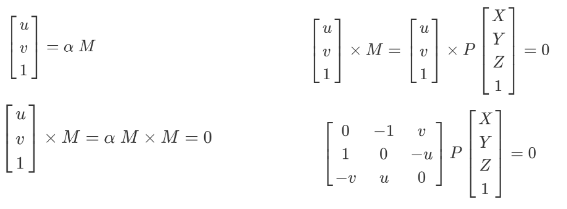 [u v 1]ᵀ = α M
[u v 1]ᵀ × M = α M × M = 0
[u v 1]ᵀ × M = [u v 1]ᵀ × P [X Y Z 1]ᵀ = 0
[0 −1 v; 1 0 −u; −v u 0] P [X Y Z 1]ᵀ = 0